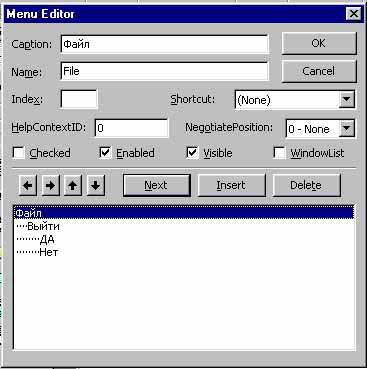 Menu Editor
Caption: Файл OK
Name: File Cancel
Index: Shortcut: (None)
HelpContextID: 0 NegotiatePosition: 0 - None
Checked Enabled Visible WindowList
Next Insert Delete
Файл
····Выйти
········ДА
········Нет